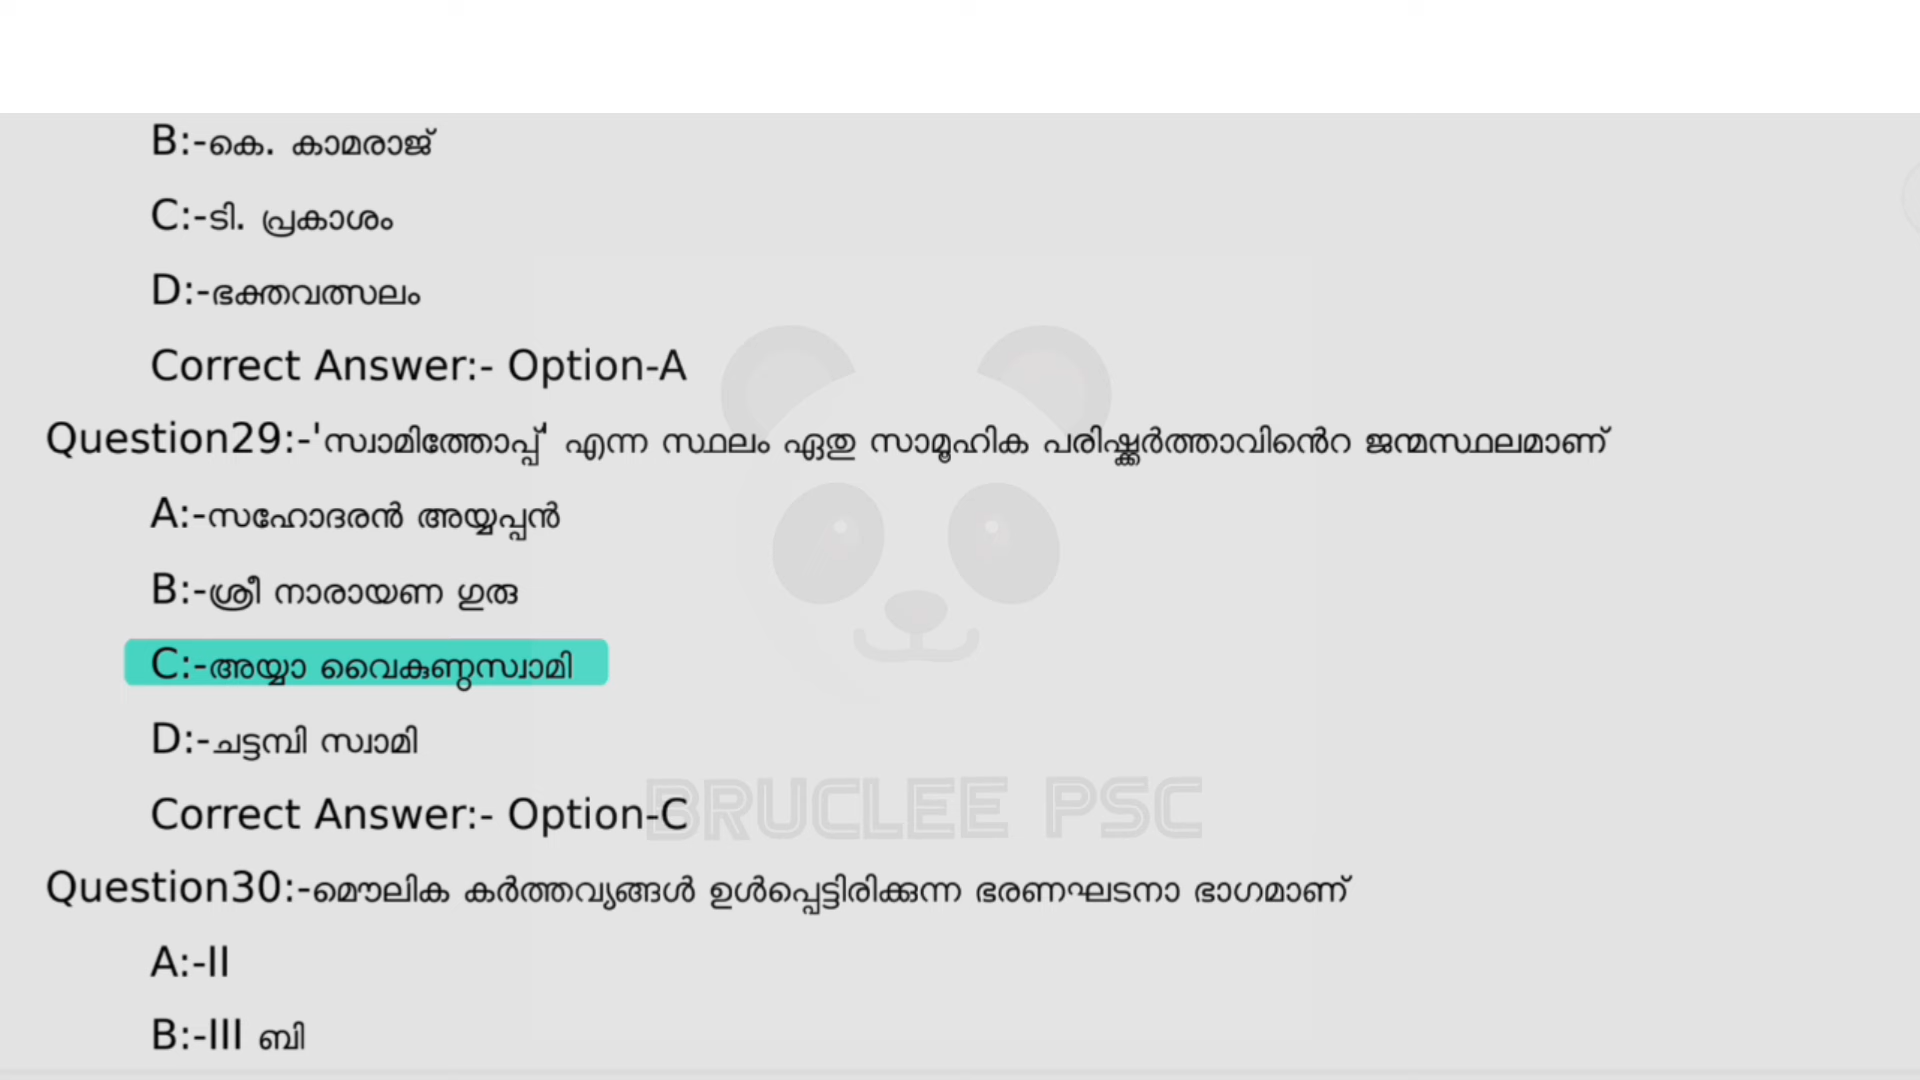 B:-കെ. കാമരാജ്
C:-ടി. പ്രകാശം
D:-ഭക്തവത്സലം
Correct Answer:- Option-A
Question29:-'സ്വാമിത്തോപ്പ്' എന്ന സ്ഥലം ഏതു സാമൂഹിക പരിഷ്ക്കർത്താവിൻെറ ജന്മസ്ഥലമാണ്
A:-സഹോദരൻ അയ്യപ്പൻ
B:-ശ്രീ നാരായണ ഗുരു
C:-അയ്യാ വൈകുണ്ഠസ്വാമി
D:-ചട്ടമ്പി സ്വാമി
Correct Answer:- Option-C
BRUCLEE PSC
Question30:-മൌലിക കർത്തവ്യങ്ങൾ ഉൾപ്പെട്ടിരിക്കുന്ന ഭരണഘടനാ ഭാഗമാണ്
A:-II
B:-III ബി